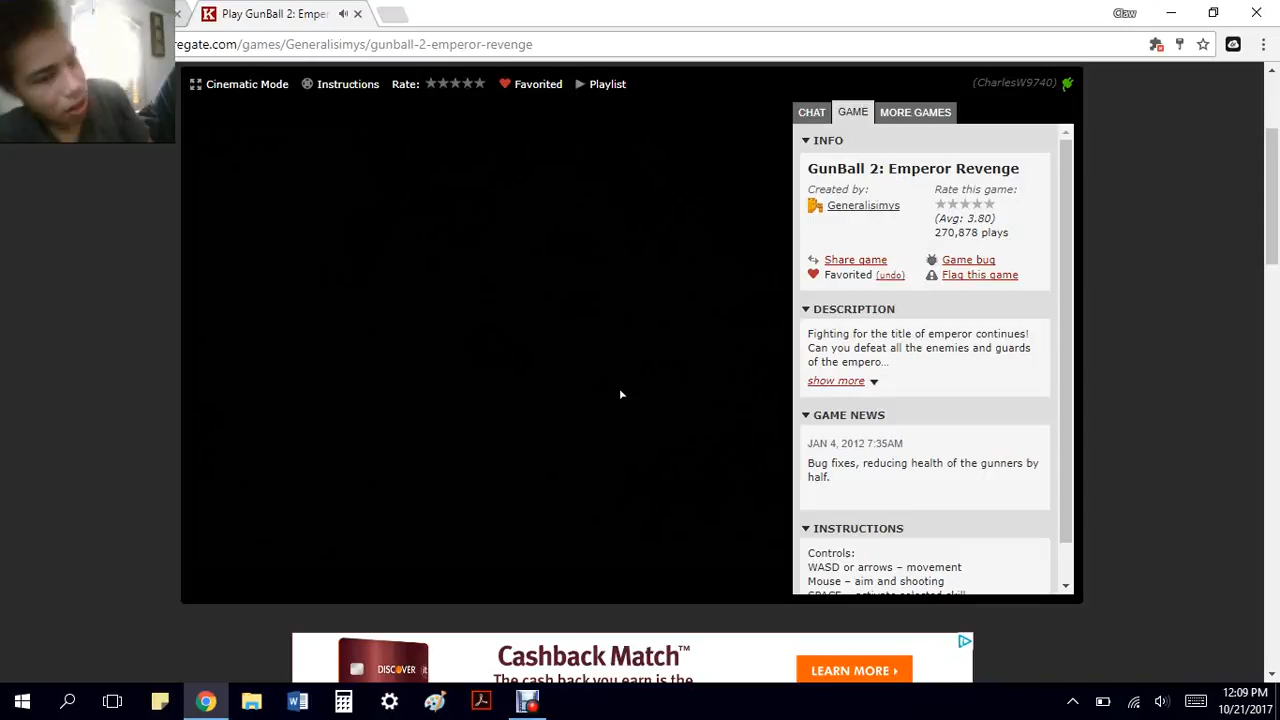 Play GunBall 2: Emper
Claw
regate.com/games/Generalisimys/gunball-2-emperor-revenge
Cinematic Mode Instructions Rate: Favorited Playlist
(CharlesW9740)
CHAT GAME MORE GAMES
INFO
GunBall 2: Emperor Revenge
Created by: Rate this game:
Generalisimys
(Avg: 3.80)
270,878 plays
Share game Game bug
Favorited (undo) Flag this game
DESCRIPTION
Fighting for the title of emperor continues!
Can you defeat all the enemies and guards
of the empero...
show more
GAME NEWS
JAN 4, 2012 7:35AM
Bug fixes, reducing health of the gunners by
half.
INSTRUCTIONS
Controls:
WASD or arrows – movement
Mouse – aim and shooting
SPACE – activate selected skill
Cashback Match™
The cash back you earn is the
DISCOVER it
LEARN MORE
12:09 PM
10/21/2017